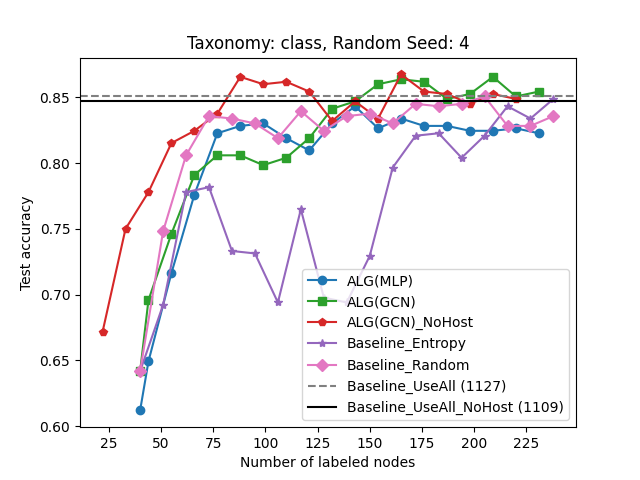 Taxonomy: class, Random Seed: 4
Test accuracy
0.85
0.80
0.75
0.70
0.65
0.60
ALG(MLP)
ALG(GCN)
ALG(GCN)_NoHost
Baseline_Entropy
Baseline_Random
Baseline_UseAll (1127)
Baseline_UseAll_NoHost (1109)
25 50 75 100 125 150 175 200 225
Number of labeled nodes